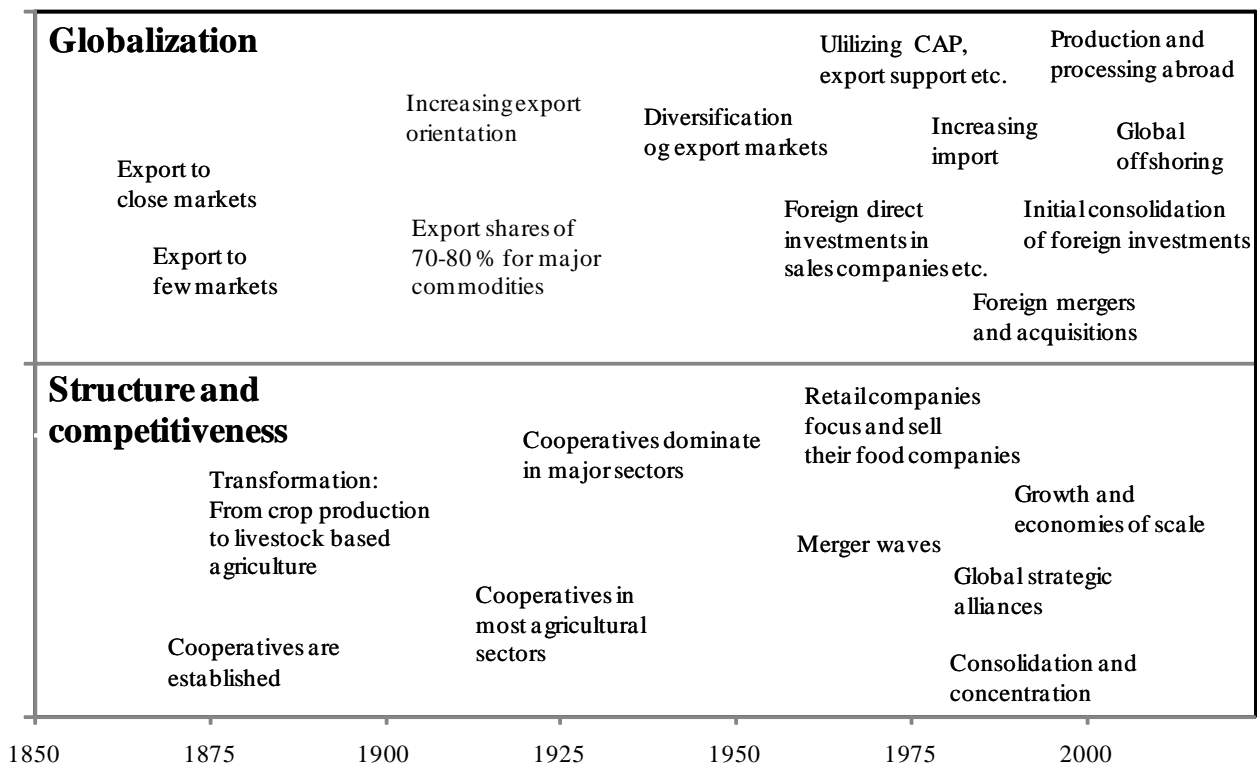 Globalization
Ulilizing CAP,
export support etc.
Production and
processing abroad
Increasing export
orientation
Diversification
og export markets
Increasing
import
Global
offshoring
Export to
close markets
Export shares of
70-80 % for major
commodities
Foreign direct
investments in
sales companies etc.
Initial consolidation
of foreign investments
Export to
few markets
Foreign mergers
and acquisitions
Structure and
competitiveness
Retail companies
focus and sell
their food companies
Cooperatives dominate
in major sectors
Transformation:
From crop production
to livestock based
agriculture
Growth and
economies of scale
Merger waves
Global strategic
alliances
Cooperatives in
most agricultural
sectors
Cooperatives are
established
Consolidation and
concentration
1850 1875 1900 1925 1950 1975 2000